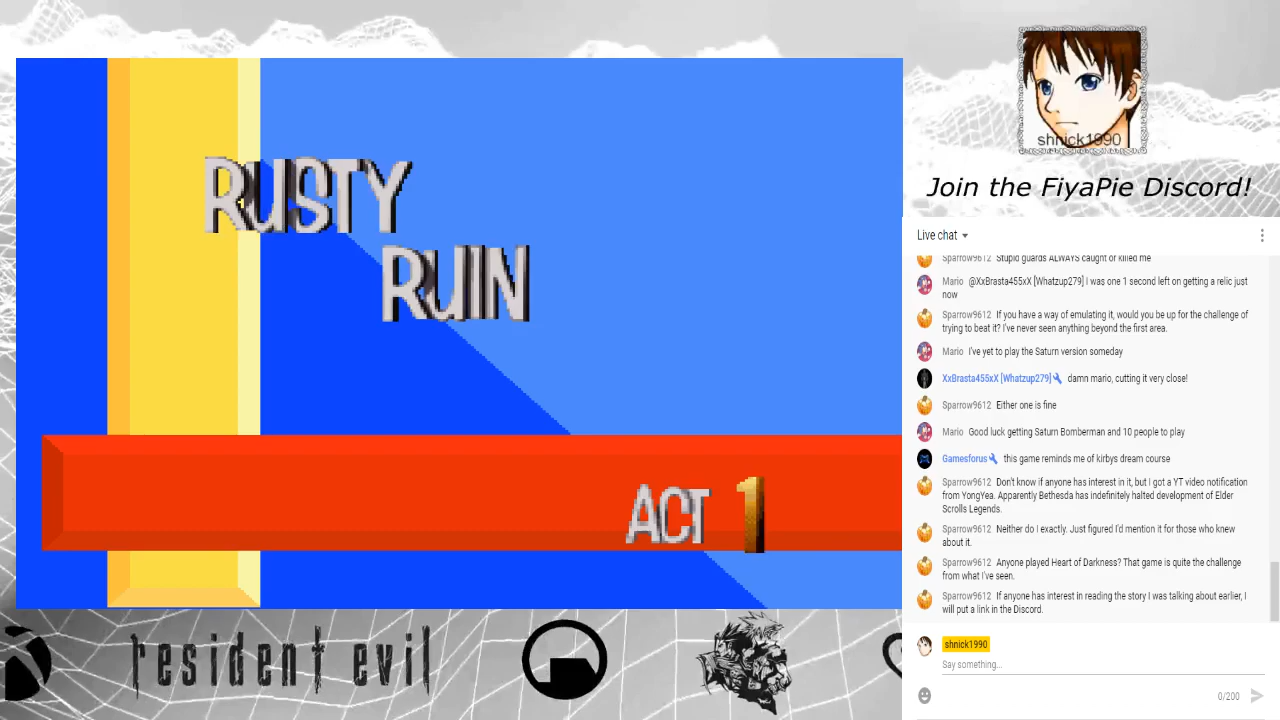 RUSTY
RUIN
ACT 1
resident evil
shnick1990
Join the FiyaPie Discord!
Live chat
Sparrow9612 Stupid guards ALWAYS caught or killed me
Mario @XxBrasta455xX [Whatzup279] I was one 1 second left on getting a relic just
now
Sparrow9612 If you have a way of emulating it, would you be up for the challenge of
trying to beat it? I've never seen anything beyond the first area.
Mario I've yet to play the Saturn version someday
XxBrasta455xX [Whatzup279] damn mario, cutting it very close!
Sparrow9612 Either one is fine
Mario Good luck getting Saturn Bomberman and 10 people to play
Gamesforus this game reminds me of kirbys dream course
Sparrow9612 Don't know if anyone has interest in it, but I got a YT video notification
from YongYea. Apparently Bethesda has indefinitely halted development of Elder
Scrolls Legends.
Sparrow9612 Neither do I exactly. Just figured I'd mention it for those who knew
about it.
Sparrow9612 Anyone played Heart of Darkness? That game is quite the challenge
from what I've seen.
Sparrow9612 If anyone has interest in reading the story I was talking about earlier, I
will put a link in the Discord.
shnick1990
Say something...
0/200